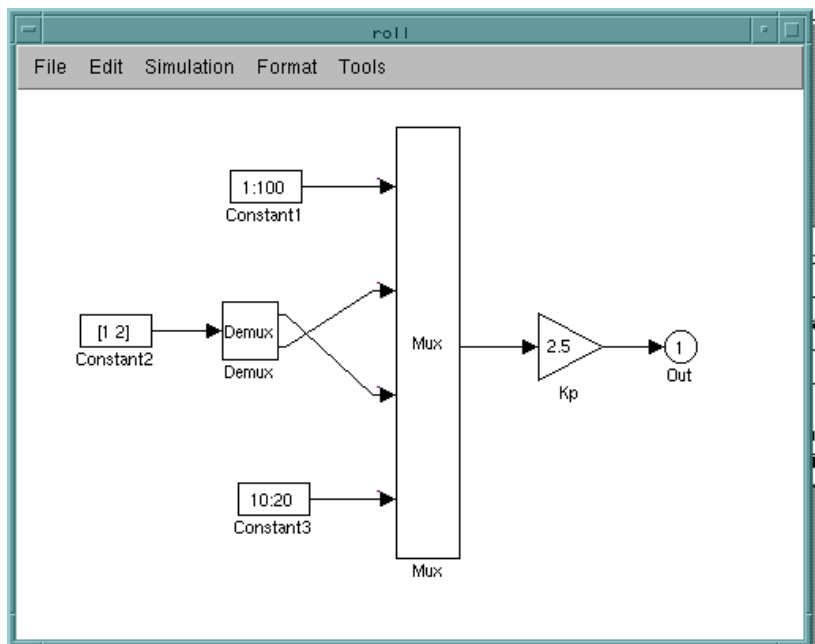 roll
File Edit Simulation Format Tools
1:100
Constant1
[1 2]
Constant2
Demux
Demux
10:20
Constant3
Mux
Mux
2.5
Kp
1
Out